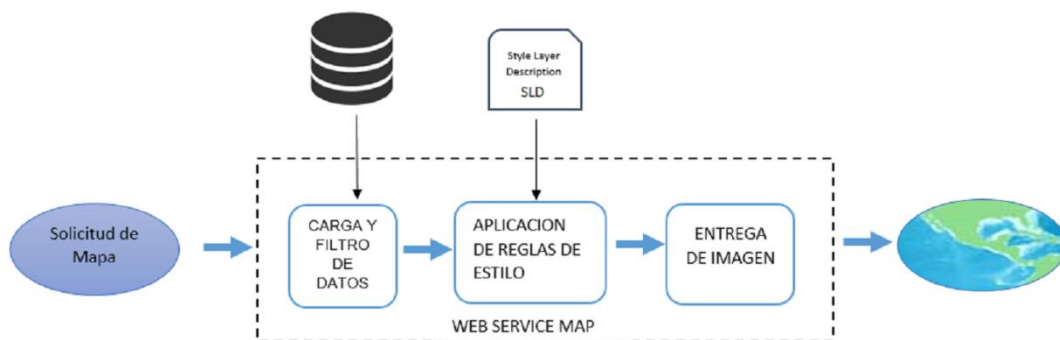 Style Layer
Description
SLD
Solicitud de
Mapa
CARGA Y
FILTRO
DE
DATOS
APLICACION
DE REGLAS DE
ESTILO
ENTREGA
DE IMAGEN
WEB SERVICE MAP